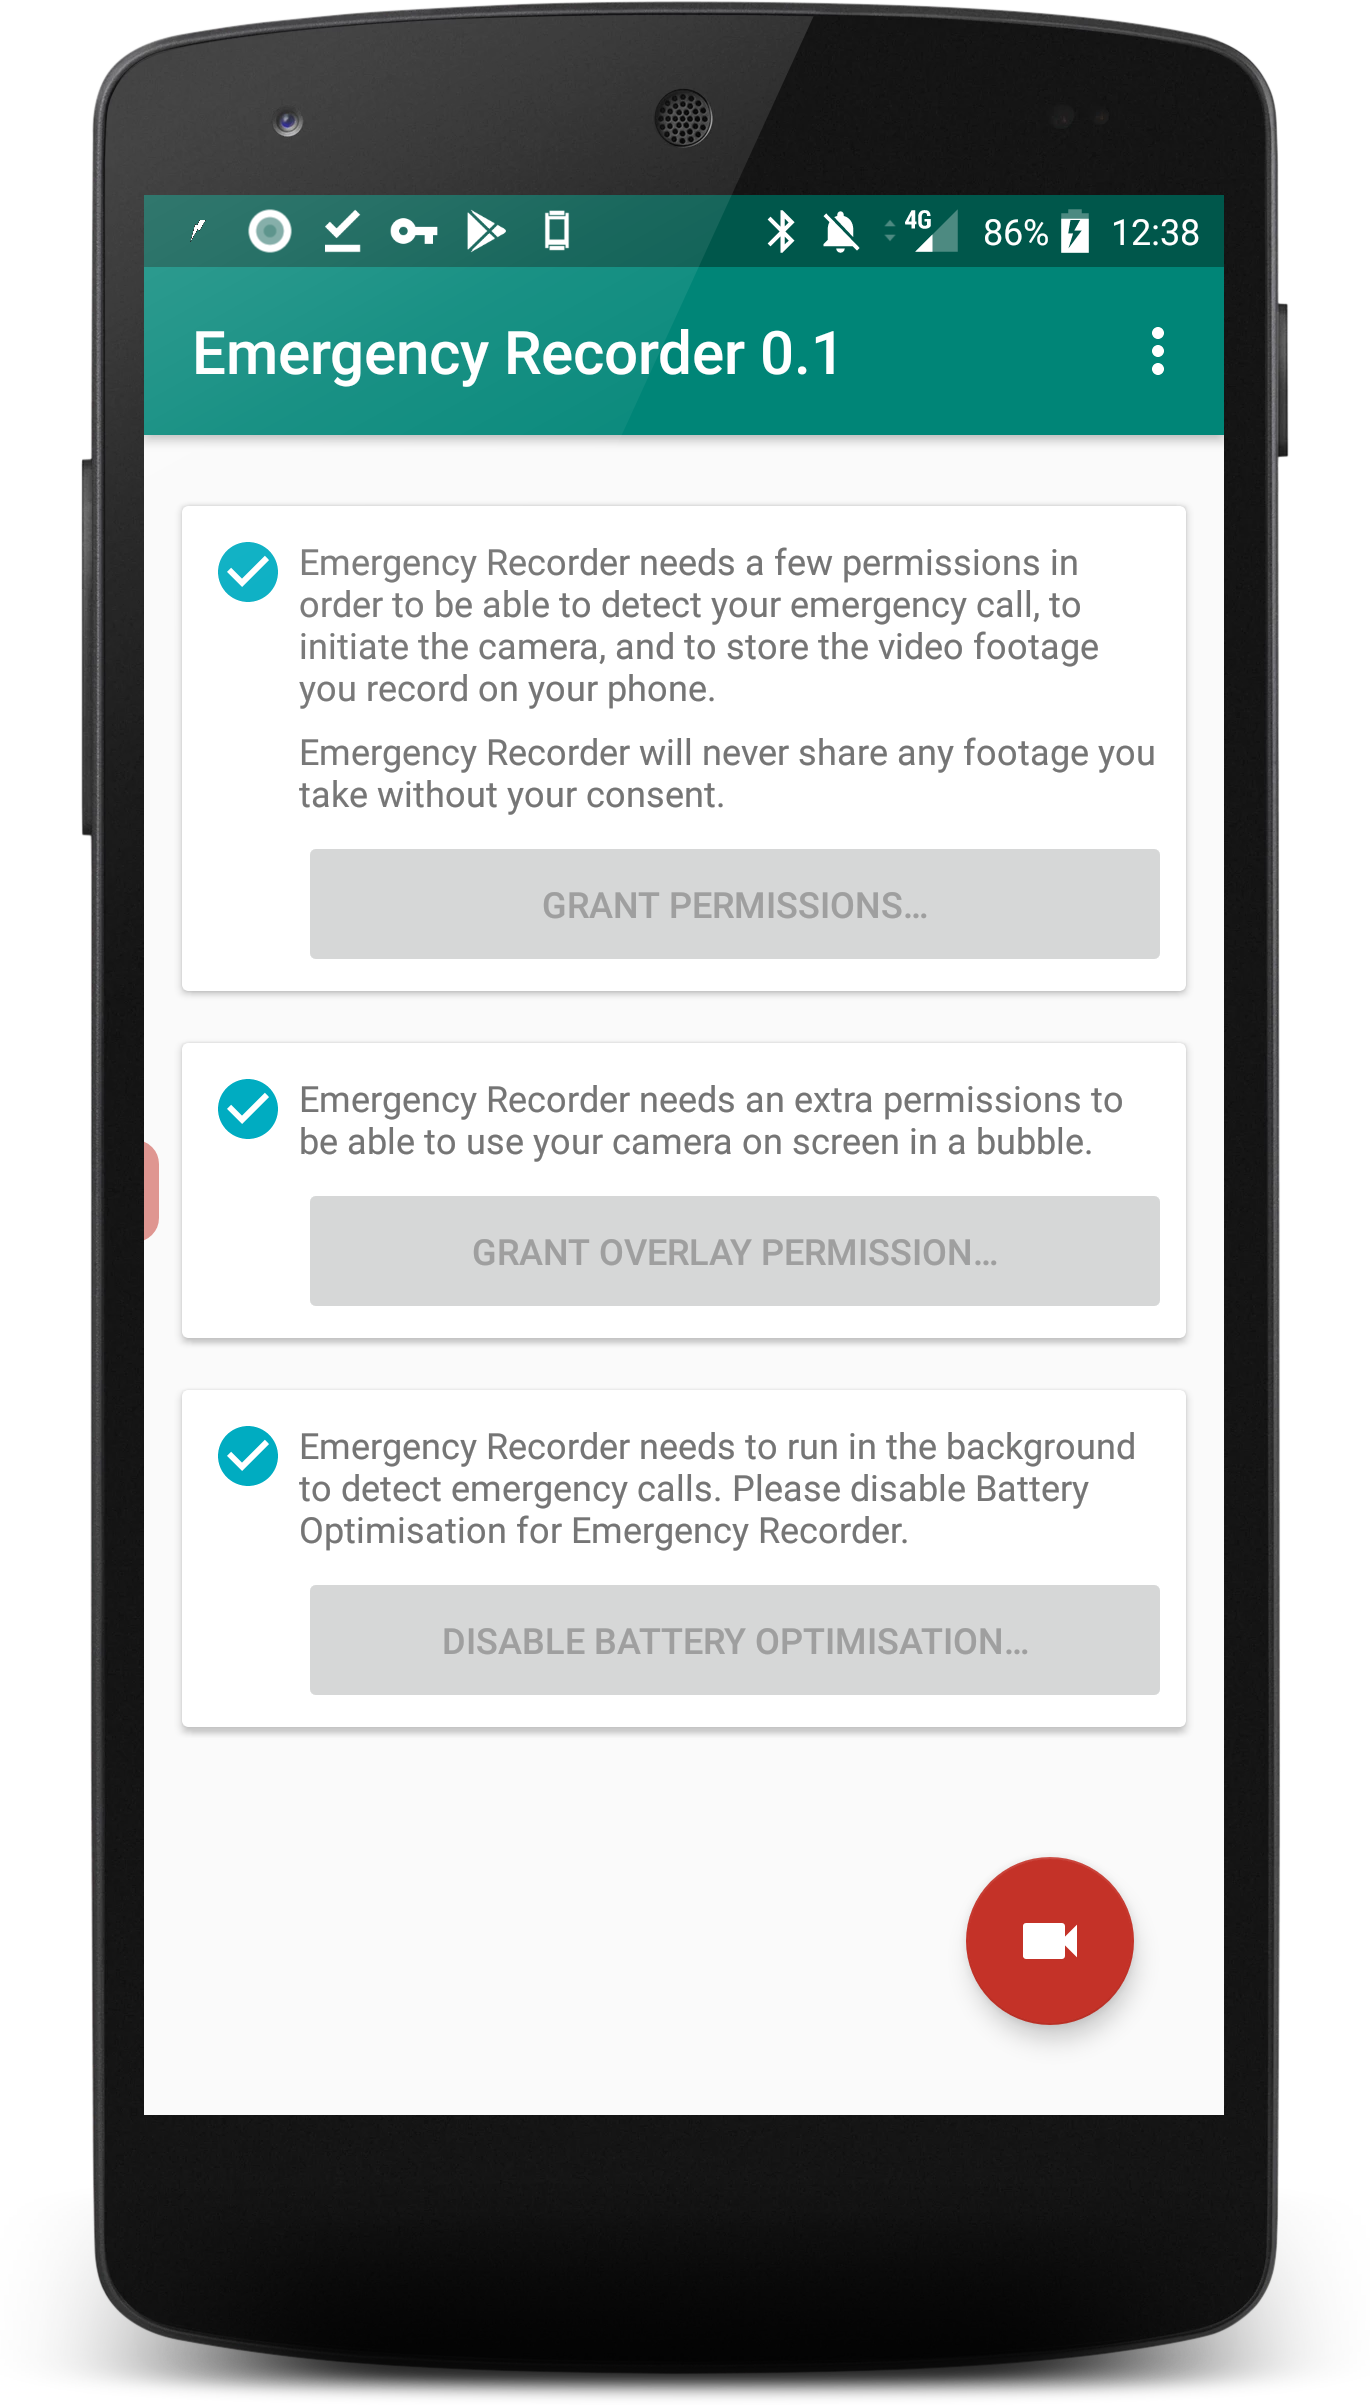 4G 86% 12:38
Emergency Recorder 0.1
Emergency Recorder needs a few permissions in
order to be able to detect your emergency call, to
initiate the camera, and to store the video footage
you record on your phone.
Emergency Recorder will never share any footage you
take without your consent.
GRANT PERMISSIONS...
Emergency Recorder needs an extra permissions to
be able to use your camera on screen in a bubble.
GRANT OVERLAY PERMISSION...
Emergency Recorder needs to run in the background
to detect emergency calls. Please disable Battery
Optimisation for Emergency Recorder.
DISABLE BATTERY OPTIMISATION...